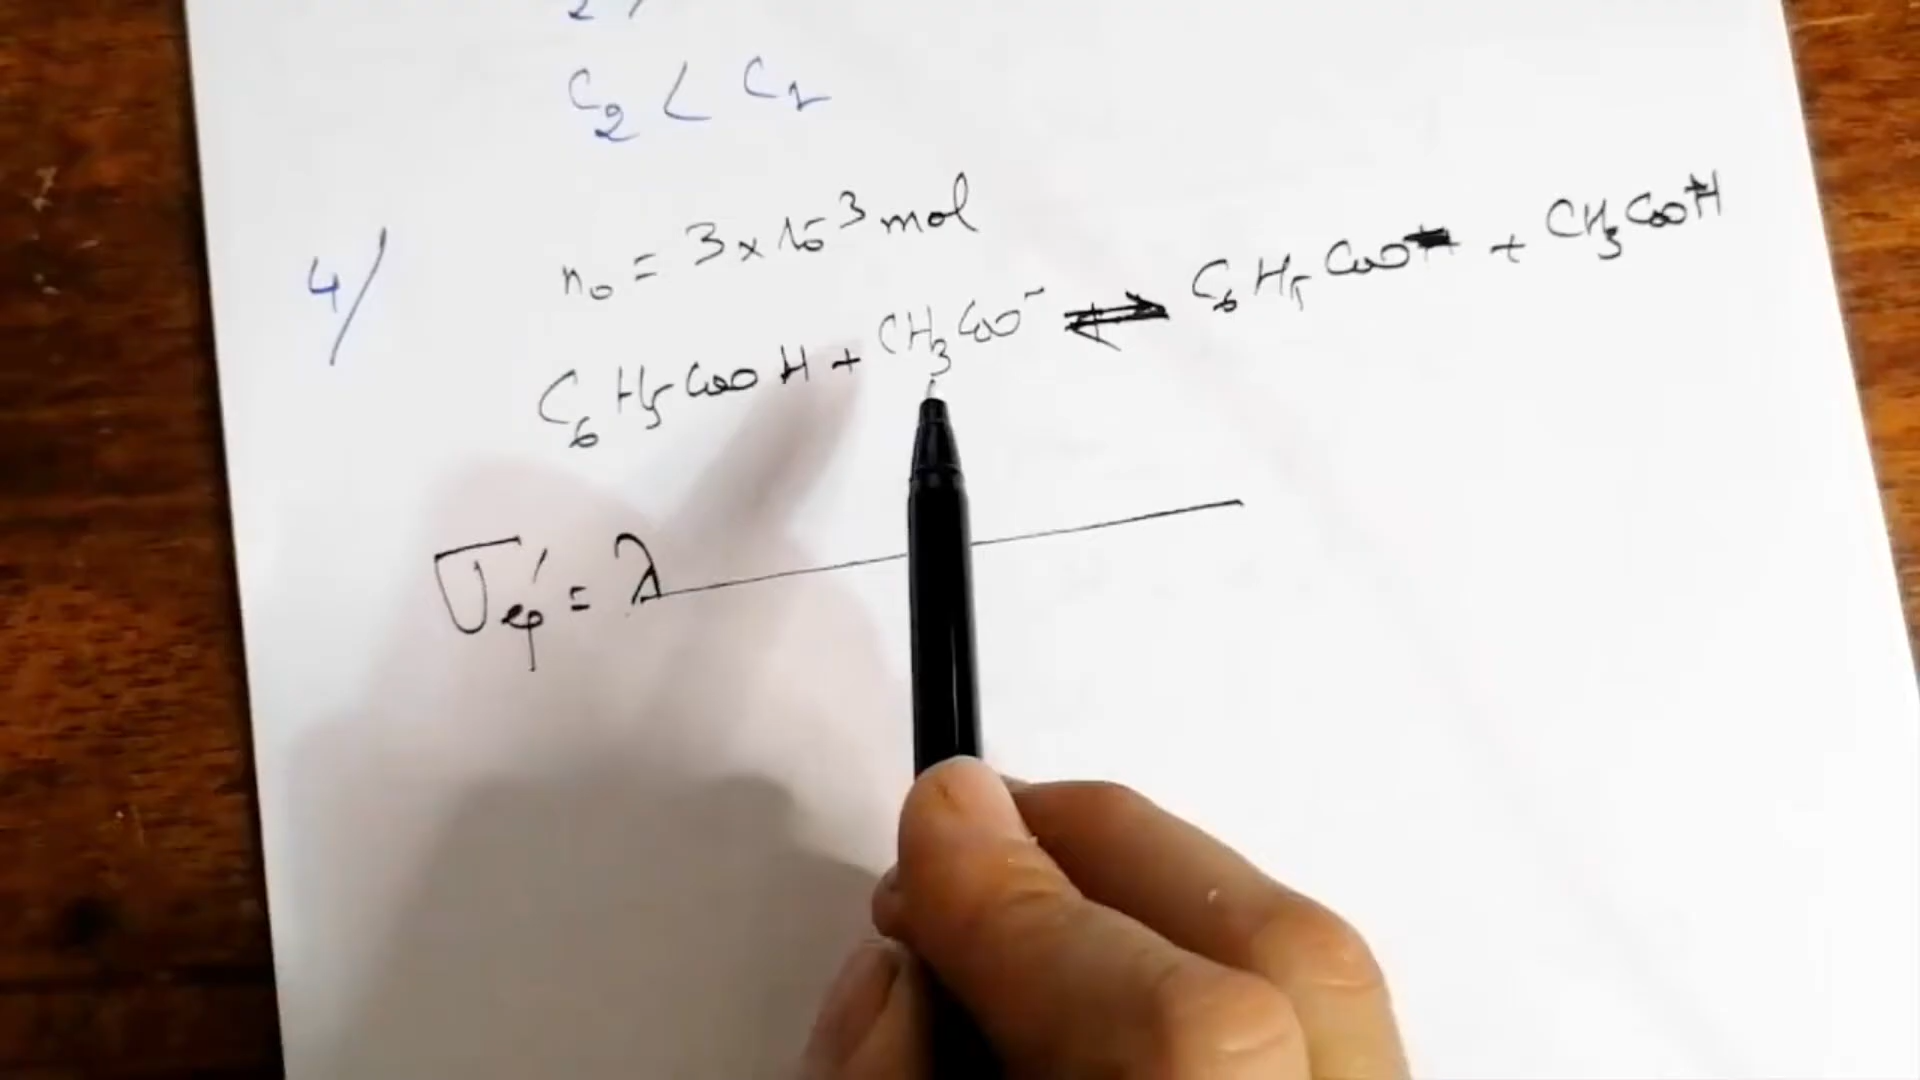 C₂ < C₁
4/
n₀ = 3 × 10⁻³ mol
C₆H₅COOH + CH₃COO⁻ ⇌ C₆H₅COO⁻ + CH₃COOH
σ'éq = λ